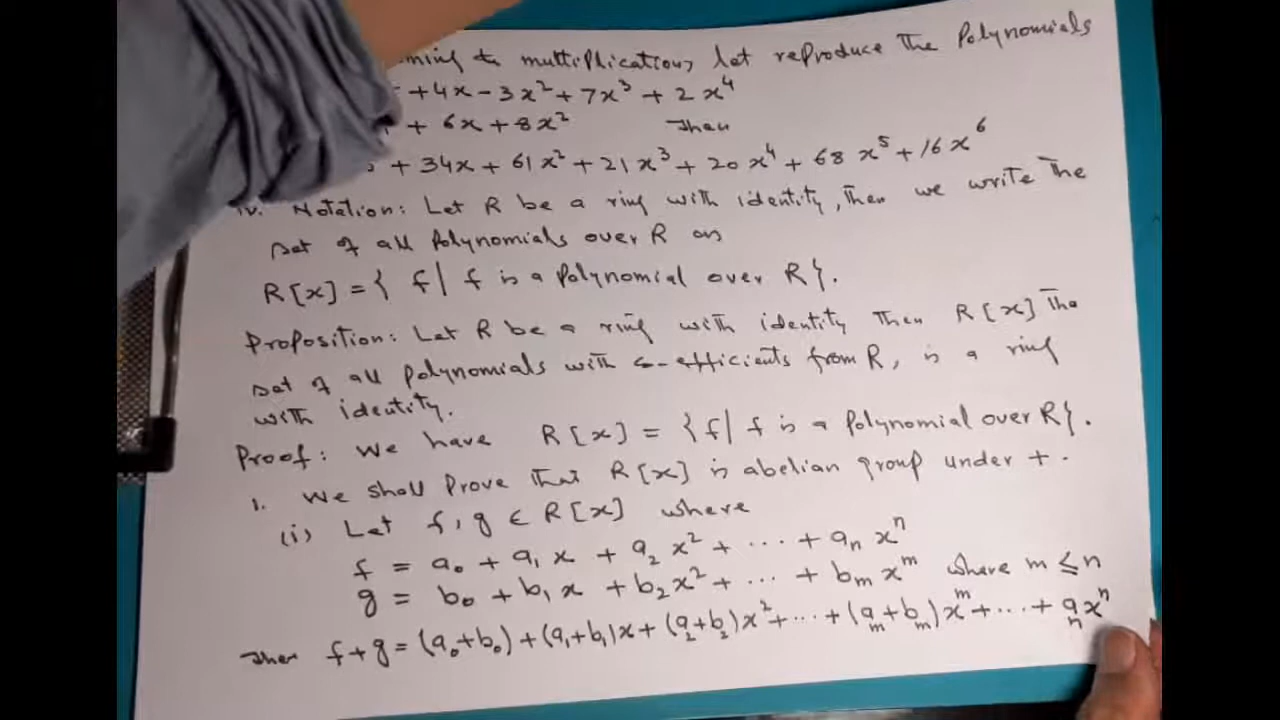 to multiplication, let reproduce the Polynomials
+4x - 3x² + 7x³ + 2x⁴
+ 6x + 8x² Then
+ 34x + 61x² + 21x³ + 20x⁴ + 68x⁵ + 16x⁶
iv. Notation: Let R be a ring with identity, Then we write the
set of all Polynomials over R as
R[x] = { f | f is a Polynomial over R}.
Proposition: Let R be a ring with identity Then R[x] The
set of all Polynomials with co-efficients from R, is a ring
with identity.
Proof: We have R[x] = {f | f is a Polynomial over R}.
1. We shall Prove that R[x] is abelian group under +.
(i) Let f, g ∈ R[x] where
f = a₀ + a₁x + a₂x² + ... + aₙxⁿ
g = b₀ + b₁x + b₂x² + ... + bₘxᵐ where m ≤ n
Then f+g = (a₀+b₀) + (a₁+b₁)x + (a₂+b₂)x² + ... + (aₘ+bₘ)xᵐ + ... + aₙxⁿ